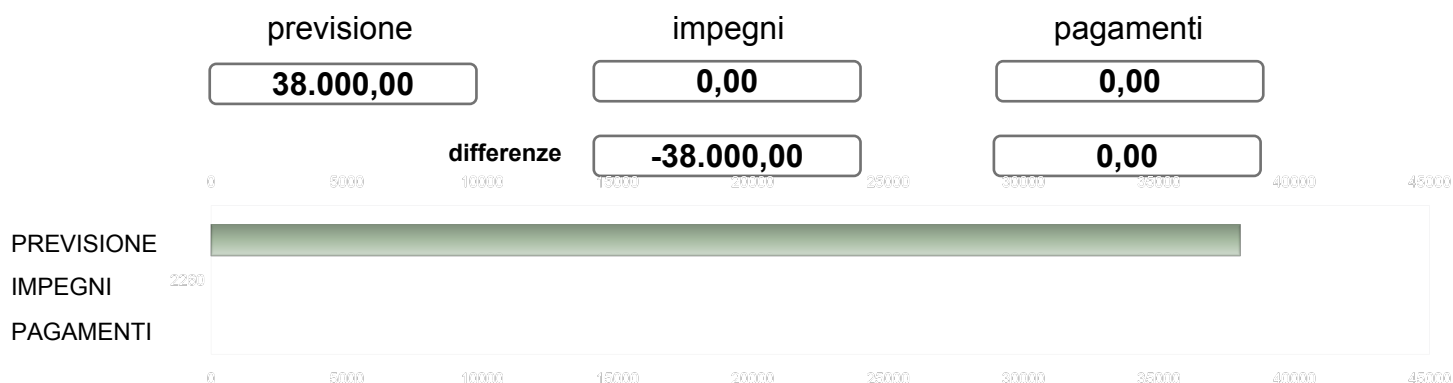 previsione impegni pagamenti
38.000,00 0,00 0,00
differenze -38.000,00 0,00
0 5000 10000 15000 20000 25000 30000 35000 40000 45000
PREVISIONE
2250
IMPEGNI
PAGAMENTI
0 5000 10000 15000 20000 25000 30000 35000 40000 45000